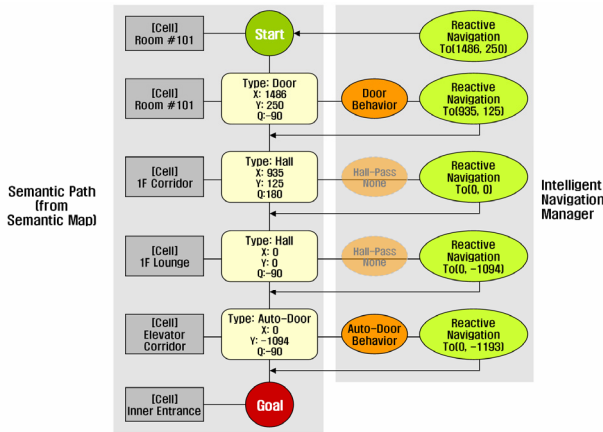 [Cell]
Room #101
Start
Reactive
Navigation
To(1486, 250)
[Cell]
Room #101
Type: Door
X: 1486
Y: 250
Q:-90
Door
Behavior
Reactive
Navigation
To(935, 125)
[Cell]
1F Corridor
Type: Hall
X: 935
Y: 125
Q:180
Hall-Pass
None
Reactive
Navigation
To(0, 0)
Semantic Path
(from
Semantic Map)
Intelligent
Navigation
Manager
[Cell]
1F Lounge
Type: Hall
X: 0
Y: 0
Q:-90
Hall-Pass
None
Reactive
Navigation
To(0, -1094)
[Cell]
Elevator
Corridor
Type: Auto-Door
X: 0
Y: -1094
Q:-90
Auto-Door
Behavior
Reactive
Navigation
To(0, -1193)
[Cell]
Inner Entrance
Goal